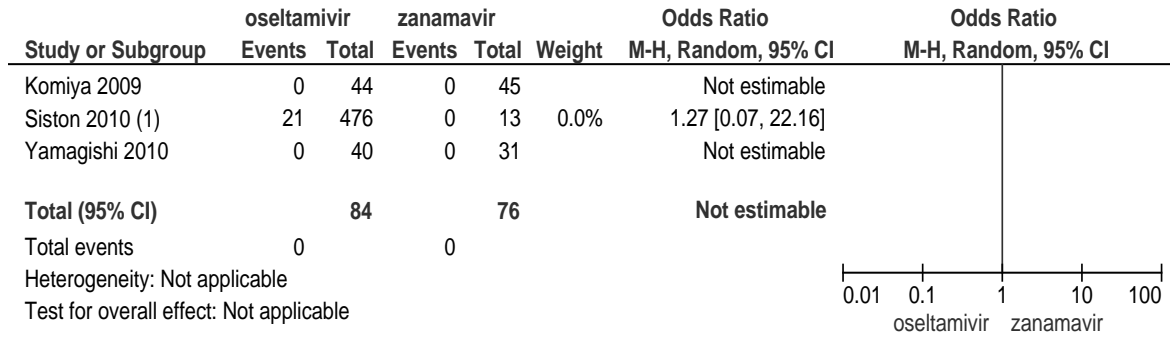 oseltamivir zanamavir Odds Ratio Odds Ratio
Study or Subgroup Events Total Events Total Weight M-H, Random, 95% CI M-H, Random, 95% CI
Komiya 2009 0 44 0 45 Not estimable
Siston 2010 (1) 21 476 0 13 0.0% 1.27 [0.07, 22.16]
Yamagishi 2010 0 40 0 31 Not estimable
Total (95% CI) 84 76 Not estimable
Total events 0 0
Heterogeneity: Not applicable
Test for overall effect: Not applicable
0.01 0.1 1 10 100
oseltamivir zanamavir